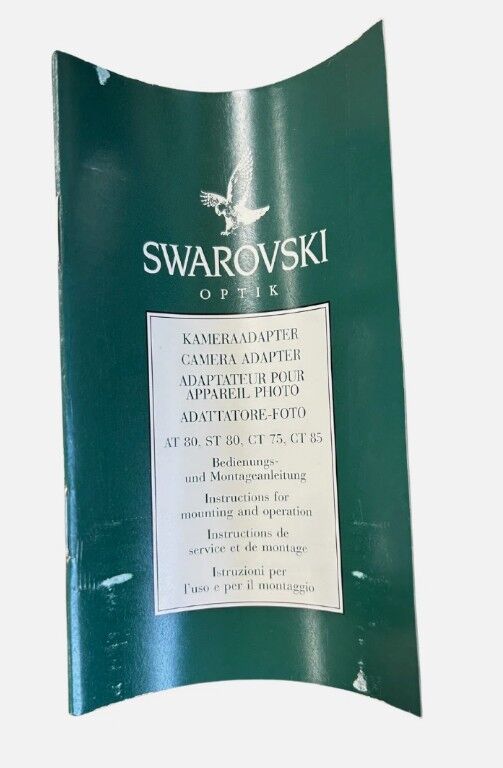 SWAROVSKI
OPTIK
KAMERAADAPTER
CAMERA ADAPTER
ADAPTATEUR POUR
APPAREIL PHOTO
ADATTATORE-FOTO
AT 80, ST 80, CT 75, CT 85
Bedienungs-
und Montageanleitung
Instructions for
mounting and operation
Instructions de
service et de montage
Istruzioni per
l'uso e per il montaggio